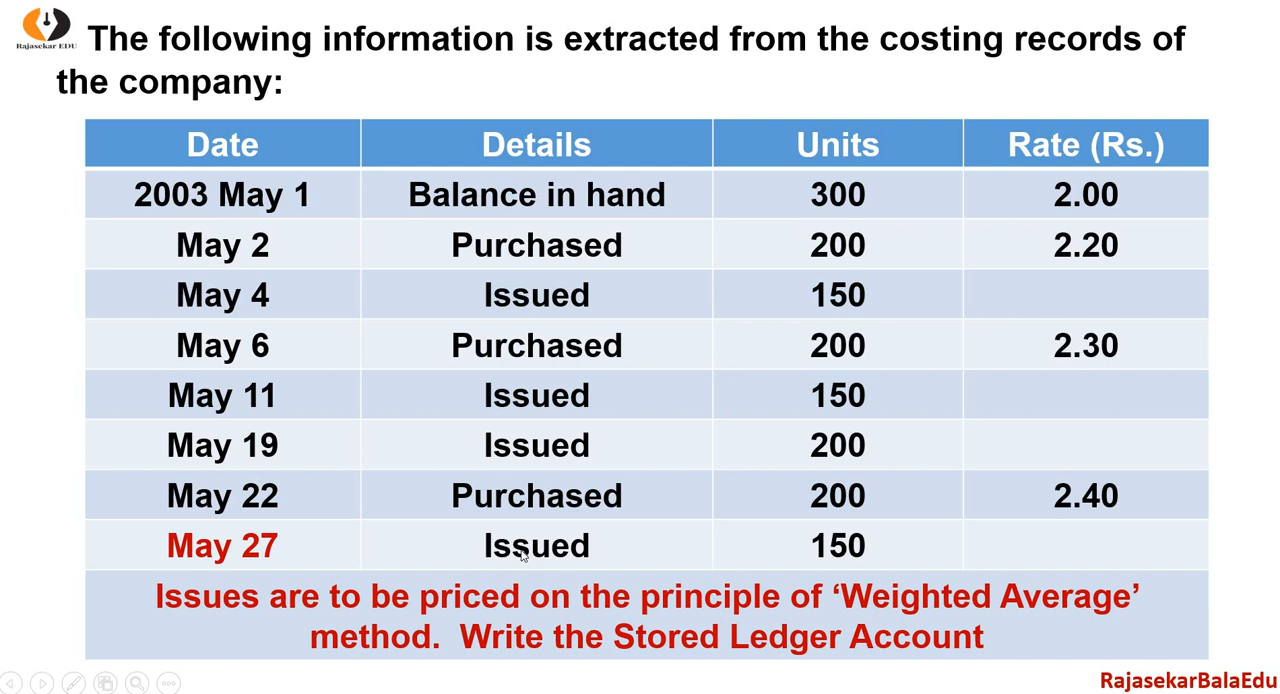 Rajasekar EDU
The following information is extracted from the costing records of
the company:
Date Details Units Rate (Rs.)
2003 May 1 Balance in hand 300 2.00
May 2 Purchased 200 2.20
May 4 Issued 150
May 6 Purchased 200 2.30
May 11 Issued 150
May 19 Issued 200
May 22 Purchased 200 2.40
May 27 Issued 150
Issues are to be priced on the principle of ‘Weighted Average’
method. Write the Stored Ledger Account
RajasekarBalaEdu